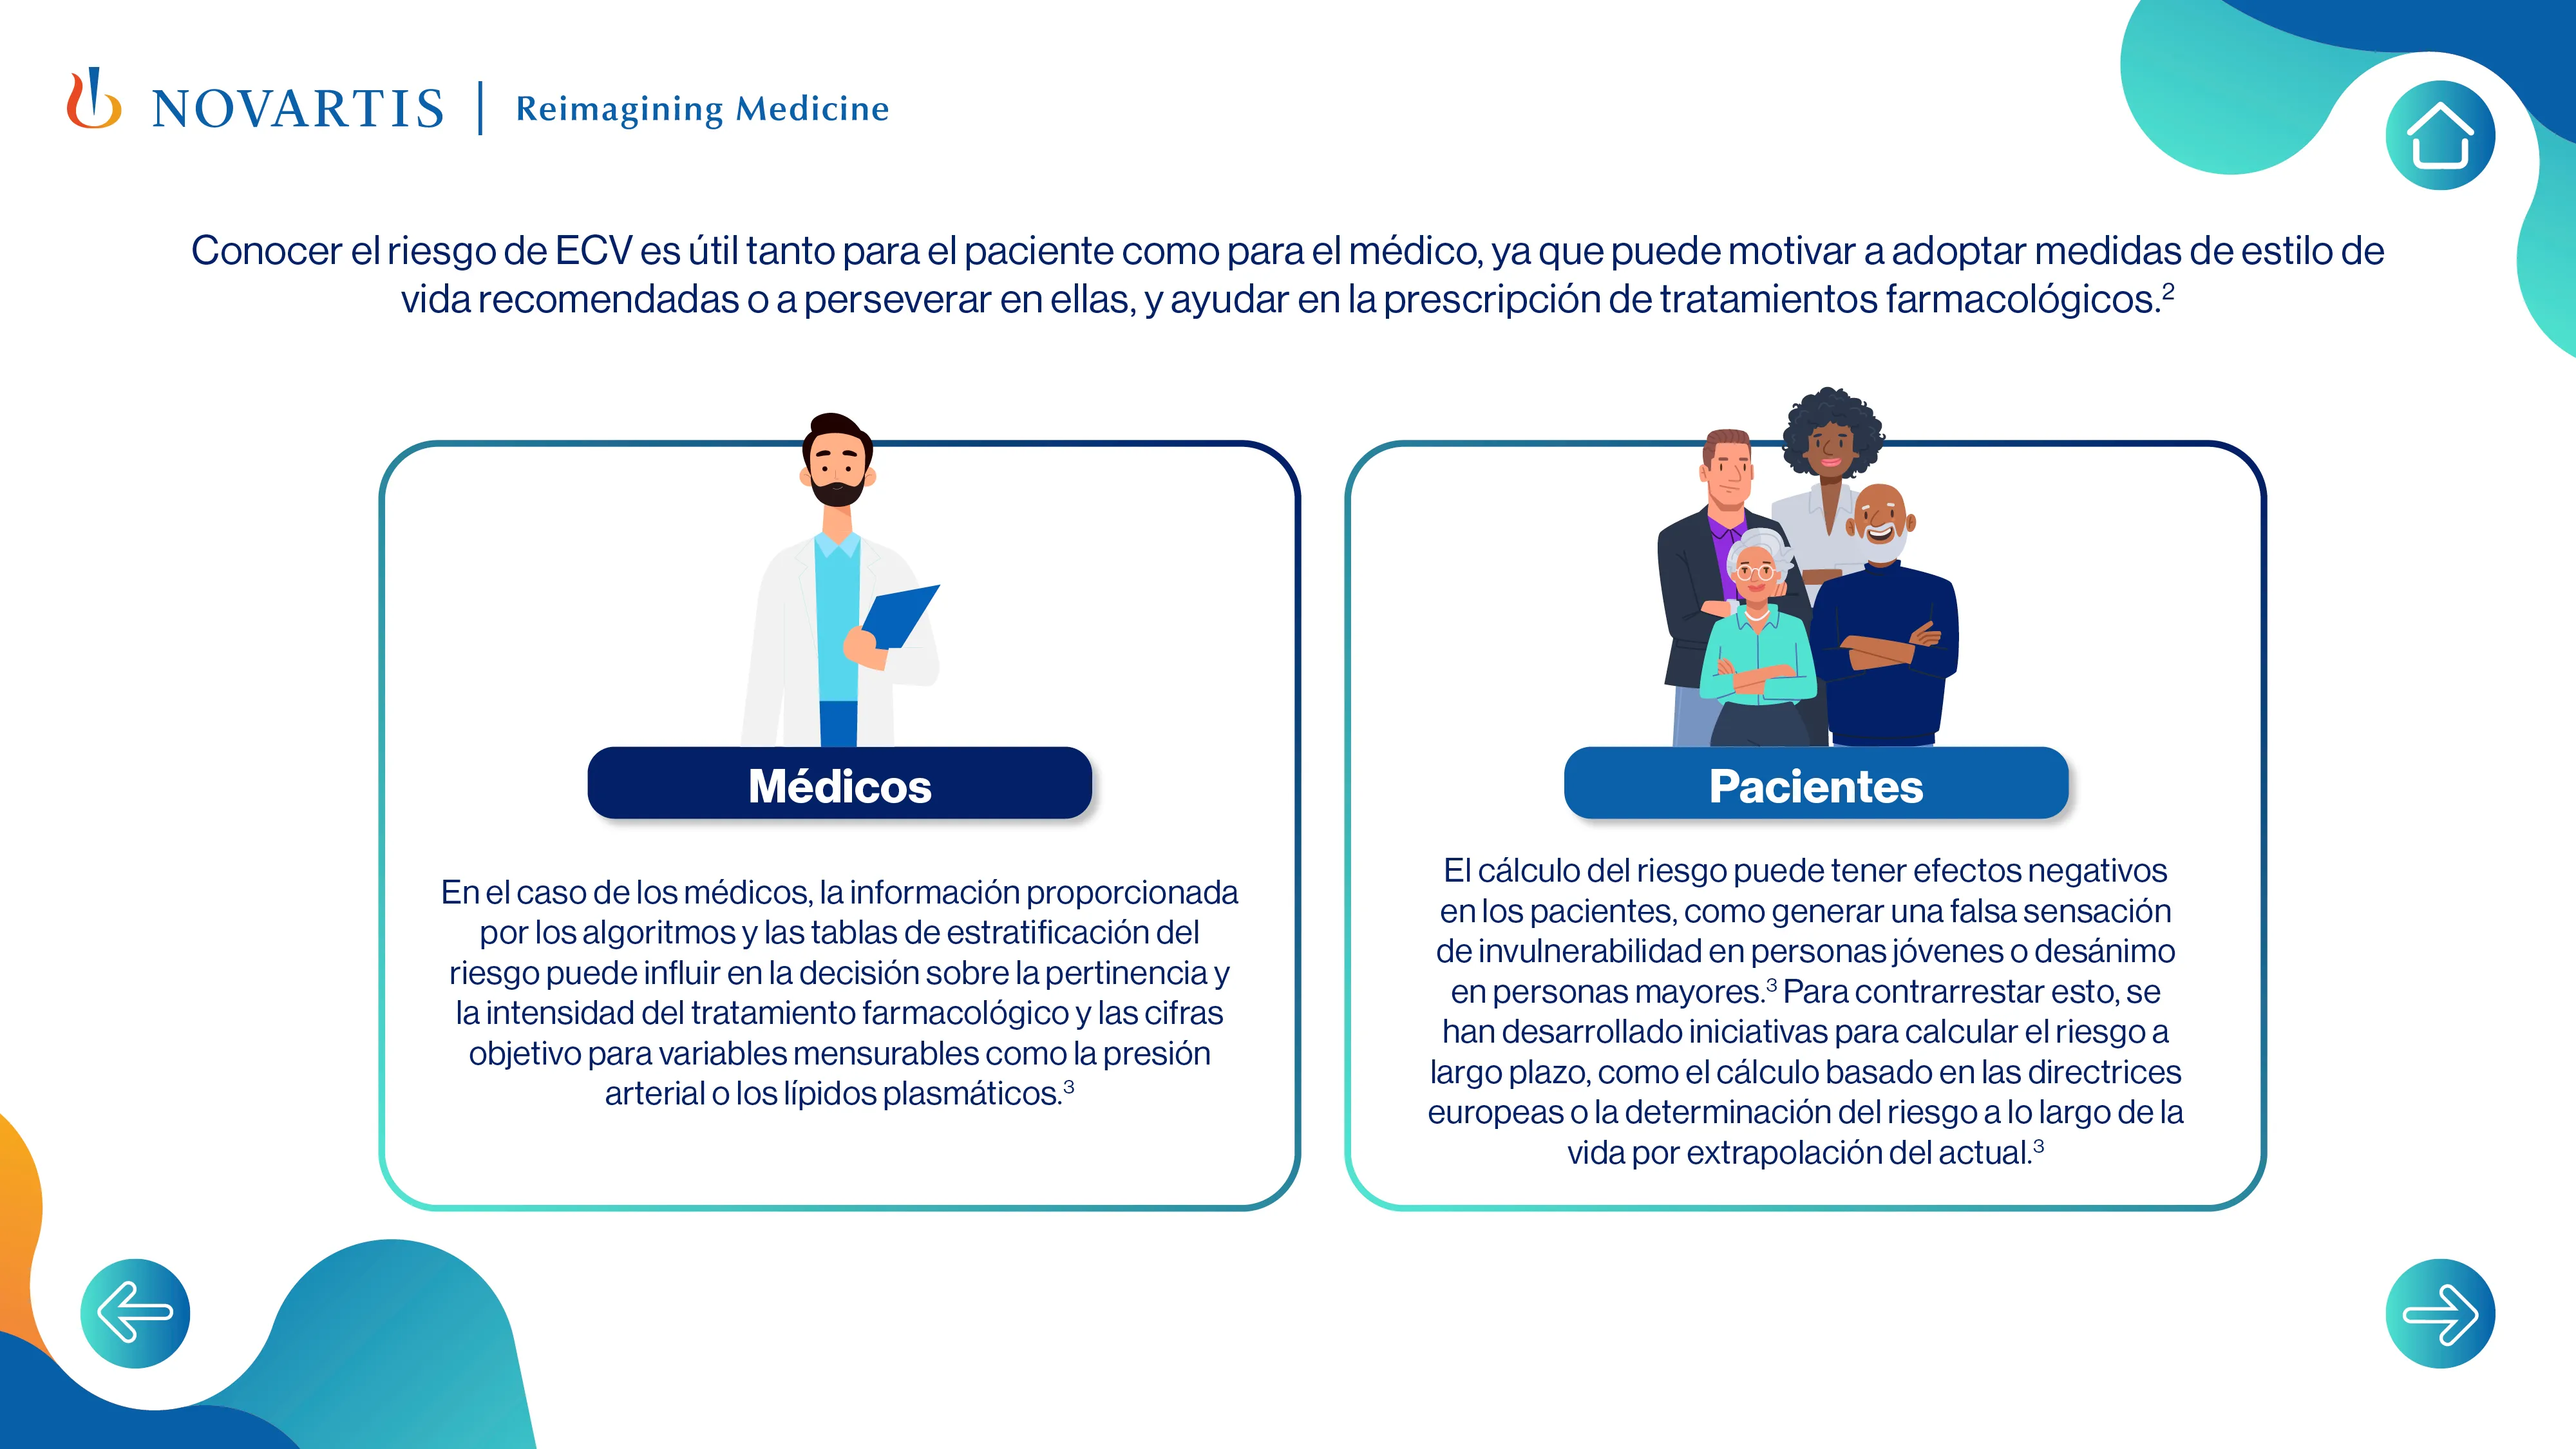 NOVARTIS | Reimagining Medicine
Conocer el riesgo de ECV es útil tanto para el paciente como para el médico, ya que puede motivar a adoptar medidas de estilo de
vida recomendadas o a perseverar en ellas, y ayudar en la prescripción de tratamientos farmacológicos.²
Médicos
En el caso de los médicos, la información proporcionada
por los algoritmos y las tablas de estratificación del
riesgo puede influir en la decisión sobre la pertinencia y
la intensidad del tratamiento farmacológico y las cifras
objetivo para variables mensurables como la presión
arterial o los lípidos plasmáticos.³
Pacientes
El cálculo del riesgo puede tener efectos negativos
en los pacientes, como generar una falsa sensación
de invulnerabilidad en personas jóvenes o desánimo
en personas mayores.³ Para contrarrestar esto, se
han desarrollado iniciativas para calcular el riesgo a
largo plazo, como el cálculo basado en las directrices
europeas o la determinación del riesgo a lo largo de la
vida por extrapolación del actual.³